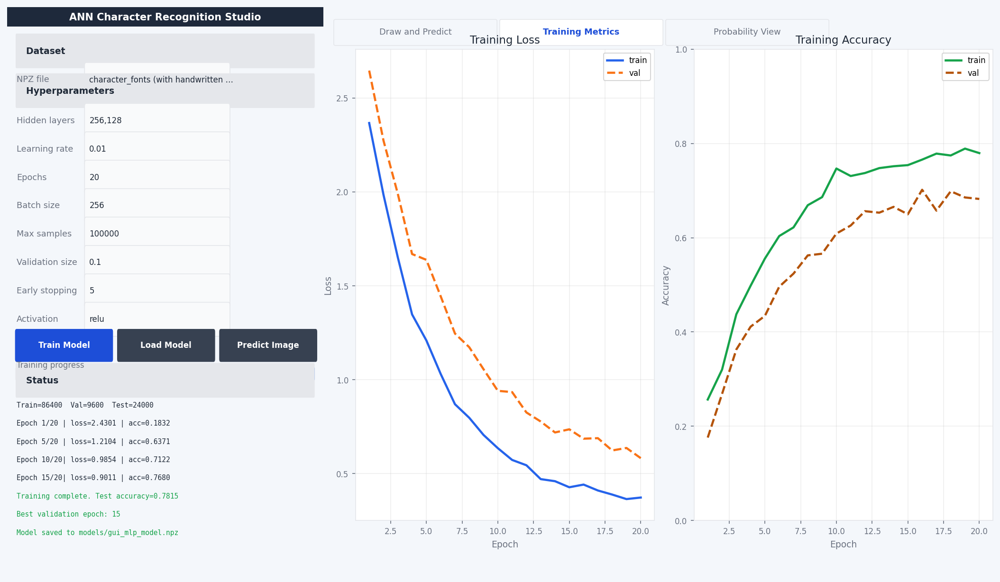 ANN Character Recognition Studio
Dataset
NPZ file character_fonts (with handwritten ...
Hyperparameters
Hidden layers 256,128
Learning rate 0.01
Epochs 20
Batch size 256
Max samples 100000
Validation size 0.1
Early stopping 5
Activation relu
Train Model Load Model Predict Image
Training progress
Status
Train=86400 Val=9600 Test=24000
Epoch 1/20 | loss=2.4301 | acc=0.1832
Epoch 5/20 | loss=1.2104 | acc=0.6371
Epoch 10/20| loss=0.9854 | acc=0.7122
Epoch 15/20| loss=0.9011 | acc=0.7680
Training complete. Test accuracy=0.7815
Best validation epoch: 15
Model saved to models/gui_mlp_model.npz
Draw and Predict Training Metrics Probability View
Training Loss
train
val
2.5
2.0
1.5
1.0
0.5
Loss
2.5 5.0 7.5 10.0 12.5 15.0 17.5 20.0
Epoch
Training Accuracy
train
val
1.0
0.8
0.6
0.4
0.2
0.0
Accuracy
2.5 5.0 7.5 10.0 12.5 15.0 17.5 20.0
Epoch